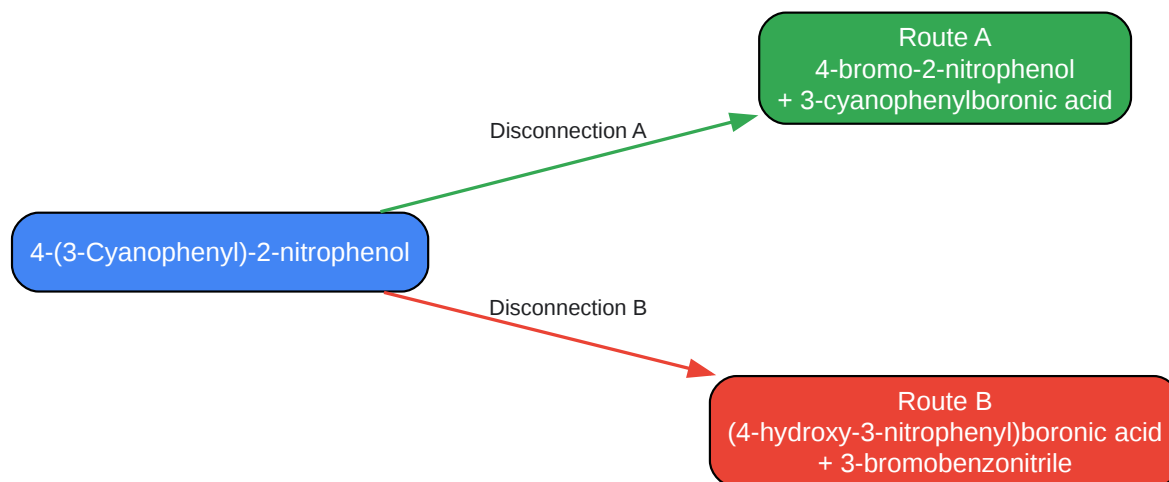 Route A
4-bromo-2-nitrophenol
+ 3-cyanophenylboronic acid
Disconnection A
4-(3-Cyanophenyl)-2-nitrophenol
Disconnection B
Route B
(4-hydroxy-3-nitrophenyl)boronic acid
+ 3-bromobenzonitrile